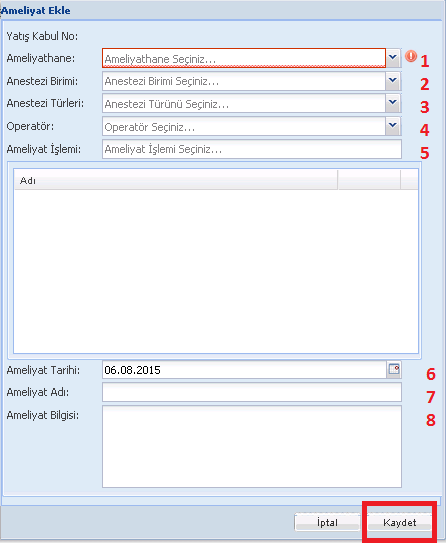 Ameliyat Ekle
Yatış Kabul No:
Ameliyathane: Ameliyathane Seçiniz... 1
Anestezi Birimi: Anestezi Birimi Seçiniz... 2
Anestezi Türleri: Anestezi Türünü Seçiniz... 3
Operatör: Operatör Seçiniz... 4
Ameliyat İşlemi: Ameliyat İşlemi Seçiniz... 5
Adı
Ameliyat Tarihi: 06.08.2015 6
Ameliyat Adı: 7
Ameliyat Bilgisi: 8
İptal Kaydet